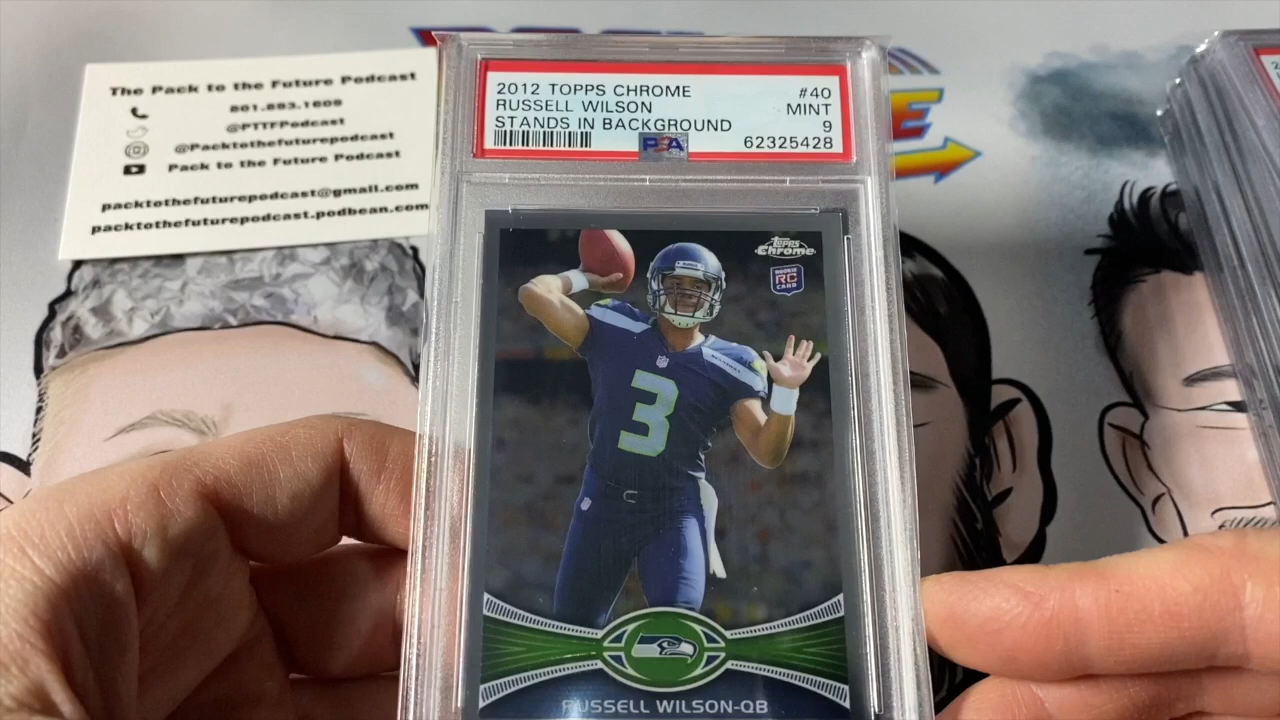 The Pack to the Future Podcast
801.893.1609
@PTTFPodcast
@Packtothefuturepodcast
Pack to the Future Podcast
packtothefuturepodcast@gmail.com
packtothefuturepodcast.podbean.com
2012 TOPPS CHROME #40
RUSSELL WILSON MINT
STANDS IN BACKGROUND 9
PSA 62325428
Topps
Chrome
ROOKIE
RC
CARD
3
RUSSELL WILSON-QB